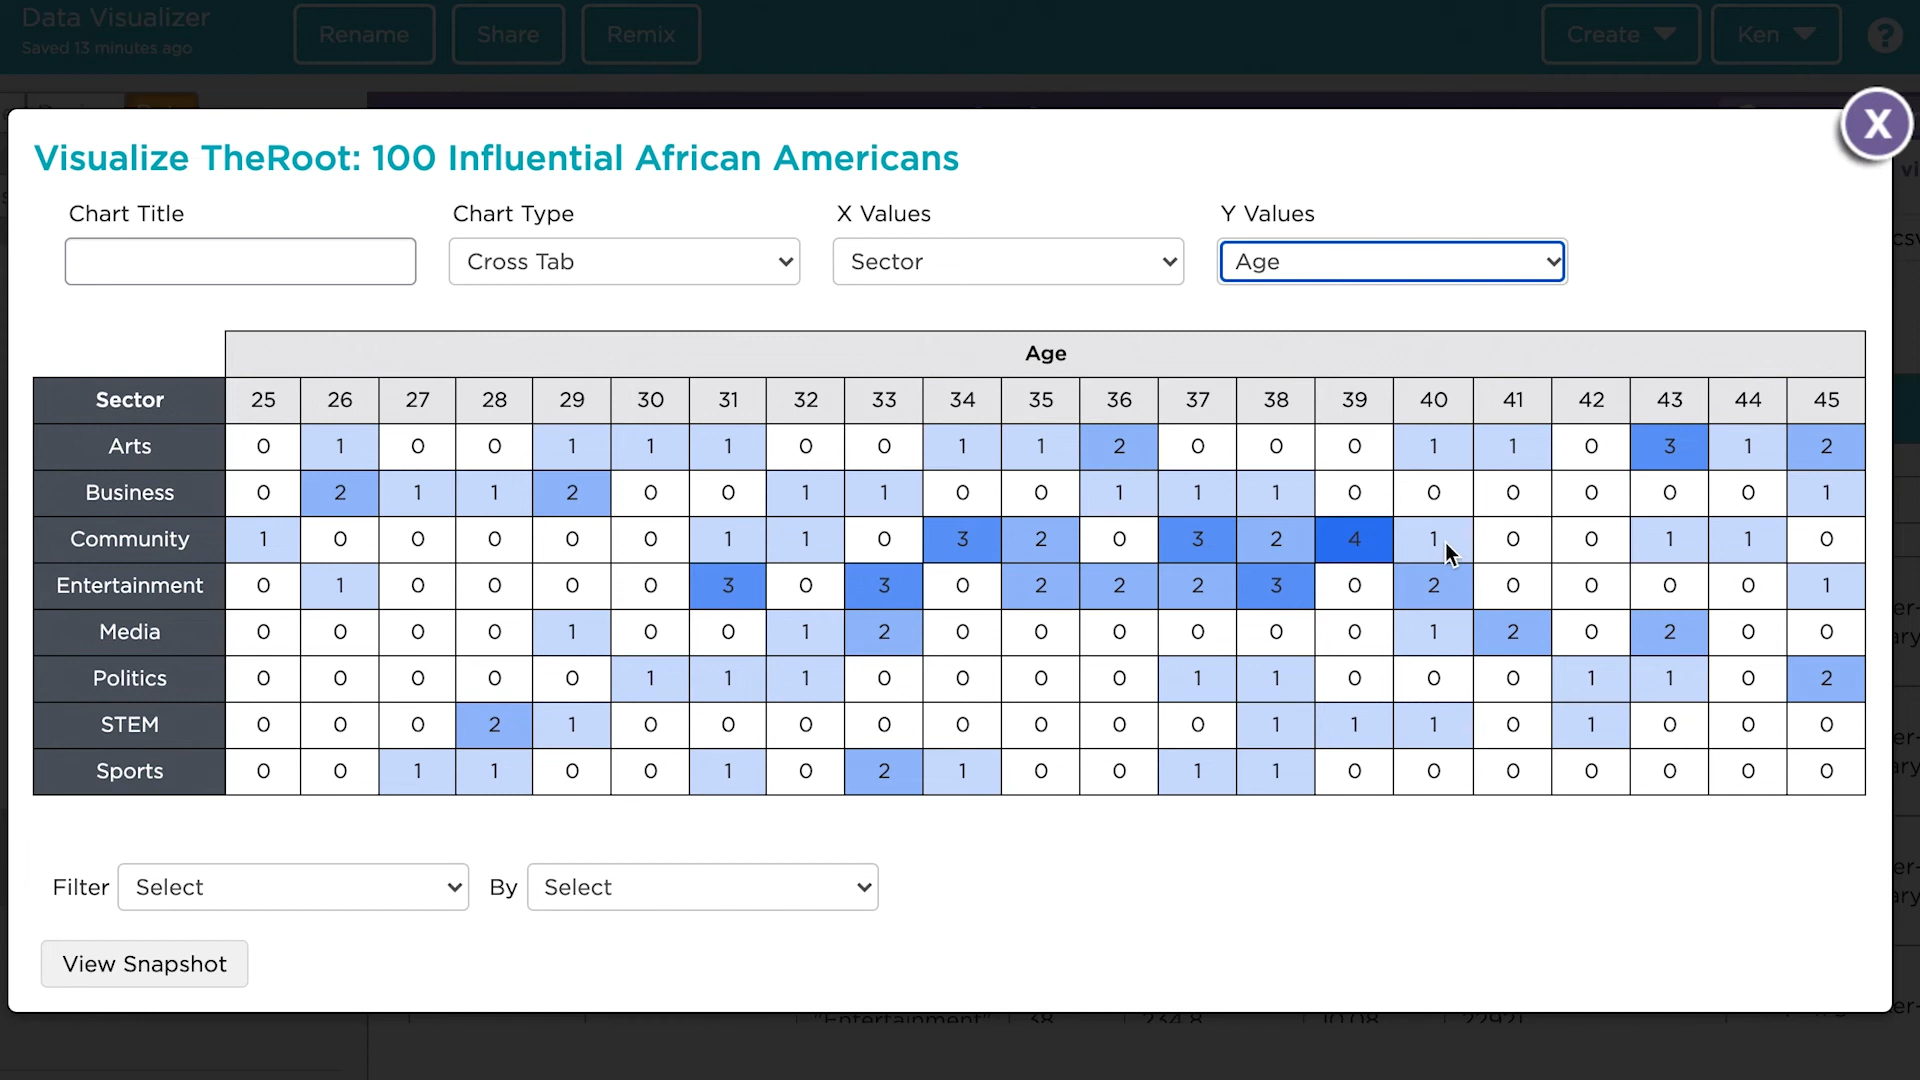 Data Visualizer
Saved 13 minutes ago
Rename
Share
Remix
Create
Ken
?
X
Visualize TheRoot: 100 Influential African Americans
Chart Title
Chart Type
X Values
Y Values
Cross Tab
Sector
Age
Age
Sector 25 26 27 28 29 30 31 32 33 34 35 36 37 38 39 40 41 42 43 44 45
Arts 0 1 0 0 1 1 1 0 0 1 1 2 0 0 0 1 1 0 3 1 2
Business 0 2 1 1 2 0 0 1 1 0 0 1 1 1 0 0 0 0 0 0 1
Community 1 0 0 0 0 0 1 1 0 3 2 0 3 2 4 1 0 0 1 1 0
Entertainment 0 1 0 0 0 0 3 0 3 0 2 2 2 3 0 2 0 0 0 0 1
Media 0 0 0 0 1 0 0 1 2 0 0 0 0 0 0 1 2 0 2 0 0
Politics 0 0 0 0 0 1 1 1 0 0 0 0 1 1 0 0 0 1 1 0 2
STEM 0 0 0 2 1 0 0 0 0 0 0 0 0 1 1 1 0 1 0 0 0
Sports 0 0 1 1 0 0 1 0 2 1 0 0 1 1 0 0 0 0 0 0 0
Filter
Select
By
Select
View Snapshot
"Entertainment" 38 234.8 10.08 22921